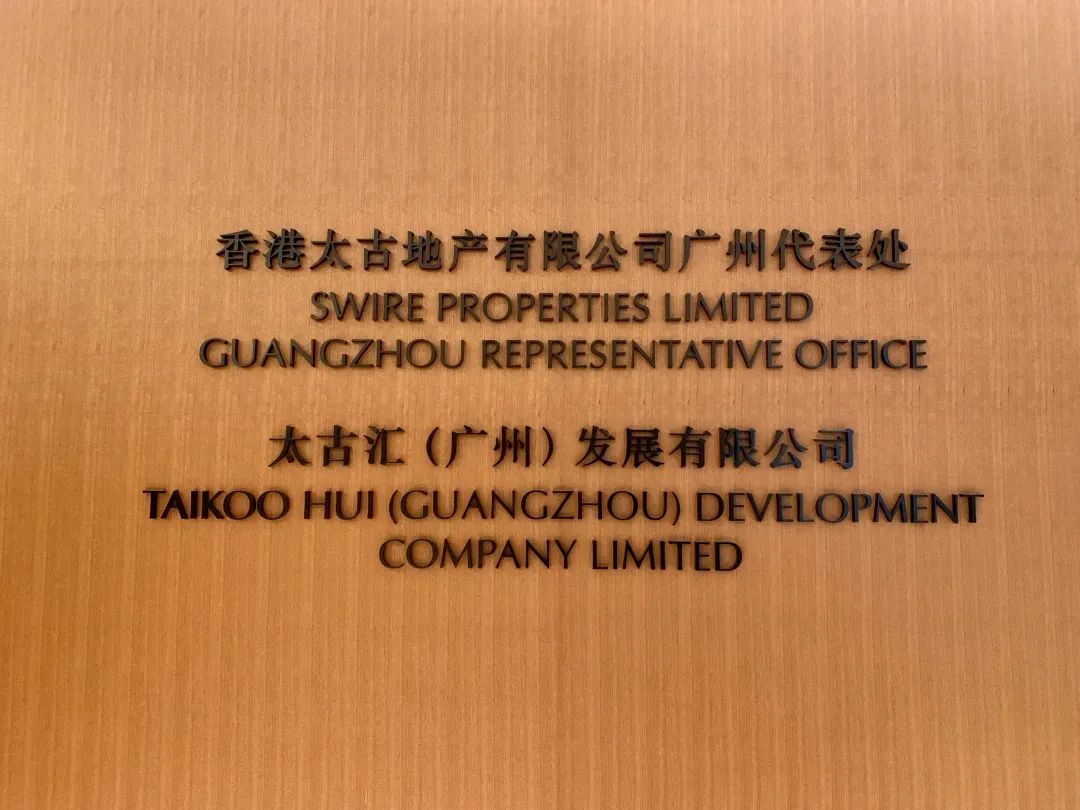 香港太古地产有限公司广州代表处
SWIRE PROPERTIES LIMITED
GUANGZHOU REPRESENTATIVE OFFICE
太古汇（广州）发展有限公司
TAIKOO HUI (GUANGZHOU) DEVELOPMENT
COMPANY LIMITED